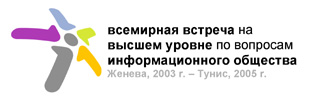 всемирная встреча на
высшем уровне по вопросам
информационного общества
Женева, 2003 г. – Тунис, 2005 г.